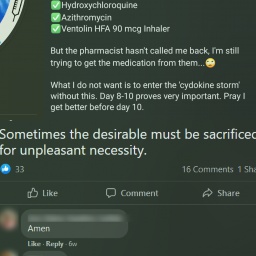 ✅Hydroxychloroquine
✅Azithromycin
✅Ventolin HFA 90 mcg Inhaler
But the pharmacist hasn't called me back, I'm still
trying to get the medication from them...🙄
What I do not want is to enter the 'cydokine storm'
without this. Day 8-10 proves very important. Pray I
get better before day 10.
Sometimes the desirable must be sacrificed
for unpleasant necessity.
33
16 Comments 1 Sha
Like Comment Share
Amen
Like · Reply · 6w